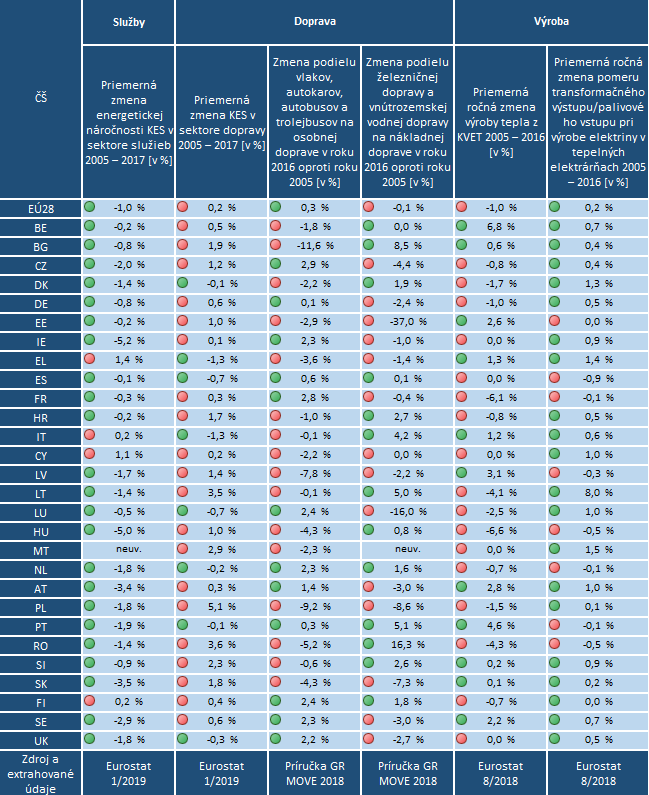 Služby Doprava Výroba
ČŠ
Priemerná
zmena
energetickej
náročnosti KES v
sektore služieb
2005 – 2017 [v %]
Priemerná
zmena KES v
sektore dopravy
2005 – 2017 [v %]
Zmena podielu
vlakov,
autokarov,
autobusov a
trolejbusov na
osobnej
doprave v roku
2016 oproti roku
2005 [v %]
Zmena podielu
železničnej
dopravy a
vnútrozemskej
vodnej dopravy
na nákladnej
doprave v roku
2016 oproti roku
2005 [v %]
Priemerná
ročná zmena
výroby tepla z
KVET 2005 – 2016
[v %]
Priemerná ročná
zmena pomeru
transformačného
výstupu/palivové
ho vstupu pri
výrobe elektriny v
tepelných
elektrárňach 2005
– 2016 [v %]
EÚ28 -1,0 % 0,2 % 0,3 % -0,1 % -1,0 % 0,2 %
BE -0,2 % 0,5 % -1,8 % 0,0 % 6,8 % 0,7 %
BG -0,8 % 1,9 % -11,6 % 8,5 % 0,6 % 0,4 %
CZ -2,0 % 1,2 % 2,9 % -4,4 % -0,8 % 0,4 %
DK -1,4 % -0,1 % -2,2 % 1,9 % -1,7 % 1,3 %
DE -0,8 % 0,6 % 0,1 % -2,4 % -1,0 % 0,5 %
EE -0,2 % 1,0 % -2,9 % -37,0 % 2,6 % 0,0 %
IE -5,2 % 0,1 % 2,3 % -1,0 % 0,0 % 0,9 %
EL 1,4 % -1,3 % -3,6 % -1,4 % 1,3 % 1,4 %
ES -0,1 % -0,7 % 0,6 % 0,1 % 0,0 % -0,9 %
FR -0,3 % 0,3 % 2,8 % -0,4 % -6,1 % -0,1 %
HR -0,2 % 1,7 % -1,0 % 2,7 % -0,8 % 0,5 %
IT 0,2 % -1,3 % -0,1 % 4,2 % 1,2 % 0,6 %
CY 1,1 % 0,2 % -2,2 % 0,0 % 0,0 % 1,0 %
LV -1,7 % 1,4 % -7,8 % -2,2 % 3,1 % -0,3 %
LT -1,4 % 3,5 % -0,1 % 5,0 % -4,1 % 8,0 %
LU -0,5 % -0,7 % 2,4 % -16,0 % -2,5 % 1,0 %
HU -5,0 % 1,0 % -4,3 % 0,8 % -6,6 % -0,5 %
MT neuv. 2,9 % -2,3 % neuv. 0,0 % 1,5 %
NL -1,8 % -0,2 % 2,3 % 1,6 % -0,7 % -0,1 %
AT -3,4 % 0,3 % 1,4 % -3,0 % 2,8 % 1,0 %
PL -1,8 % 5,1 % -9,2 % -8,6 % -1,5 % 0,1 %
PT -1,9 % -0,1 % 0,3 % 5,1 % 4,6 % -0,1 %
RO -1,4 % 3,6 % -5,2 % 16,3 % -4,3 % -0,5 %
SI -0,9 % 2,3 % -0,6 % 2,6 % 0,2 % 0,9 %
SK -3,5 % 1,8 % -4,3 % -7,3 % 0,1 % 0,2 %
FI 0,2 % 0,4 % 2,4 % 1,8 % -0,7 % 0,0 %
SE -2,9 % 0,6 % 2,3 % -3,0 % 2,2 % 0,7 %
UK -1,8 % -0,3 % 2,2 % -2,7 % 0,0 % 0,5 %
Zdroj a
extrahované
údaje
Eurostat
1/2019
Eurostat
1/2019
Príručka GR
MOVE 2018
Príručka GR
MOVE 2018
Eurostat
8/2018
Eurostat
8/2018